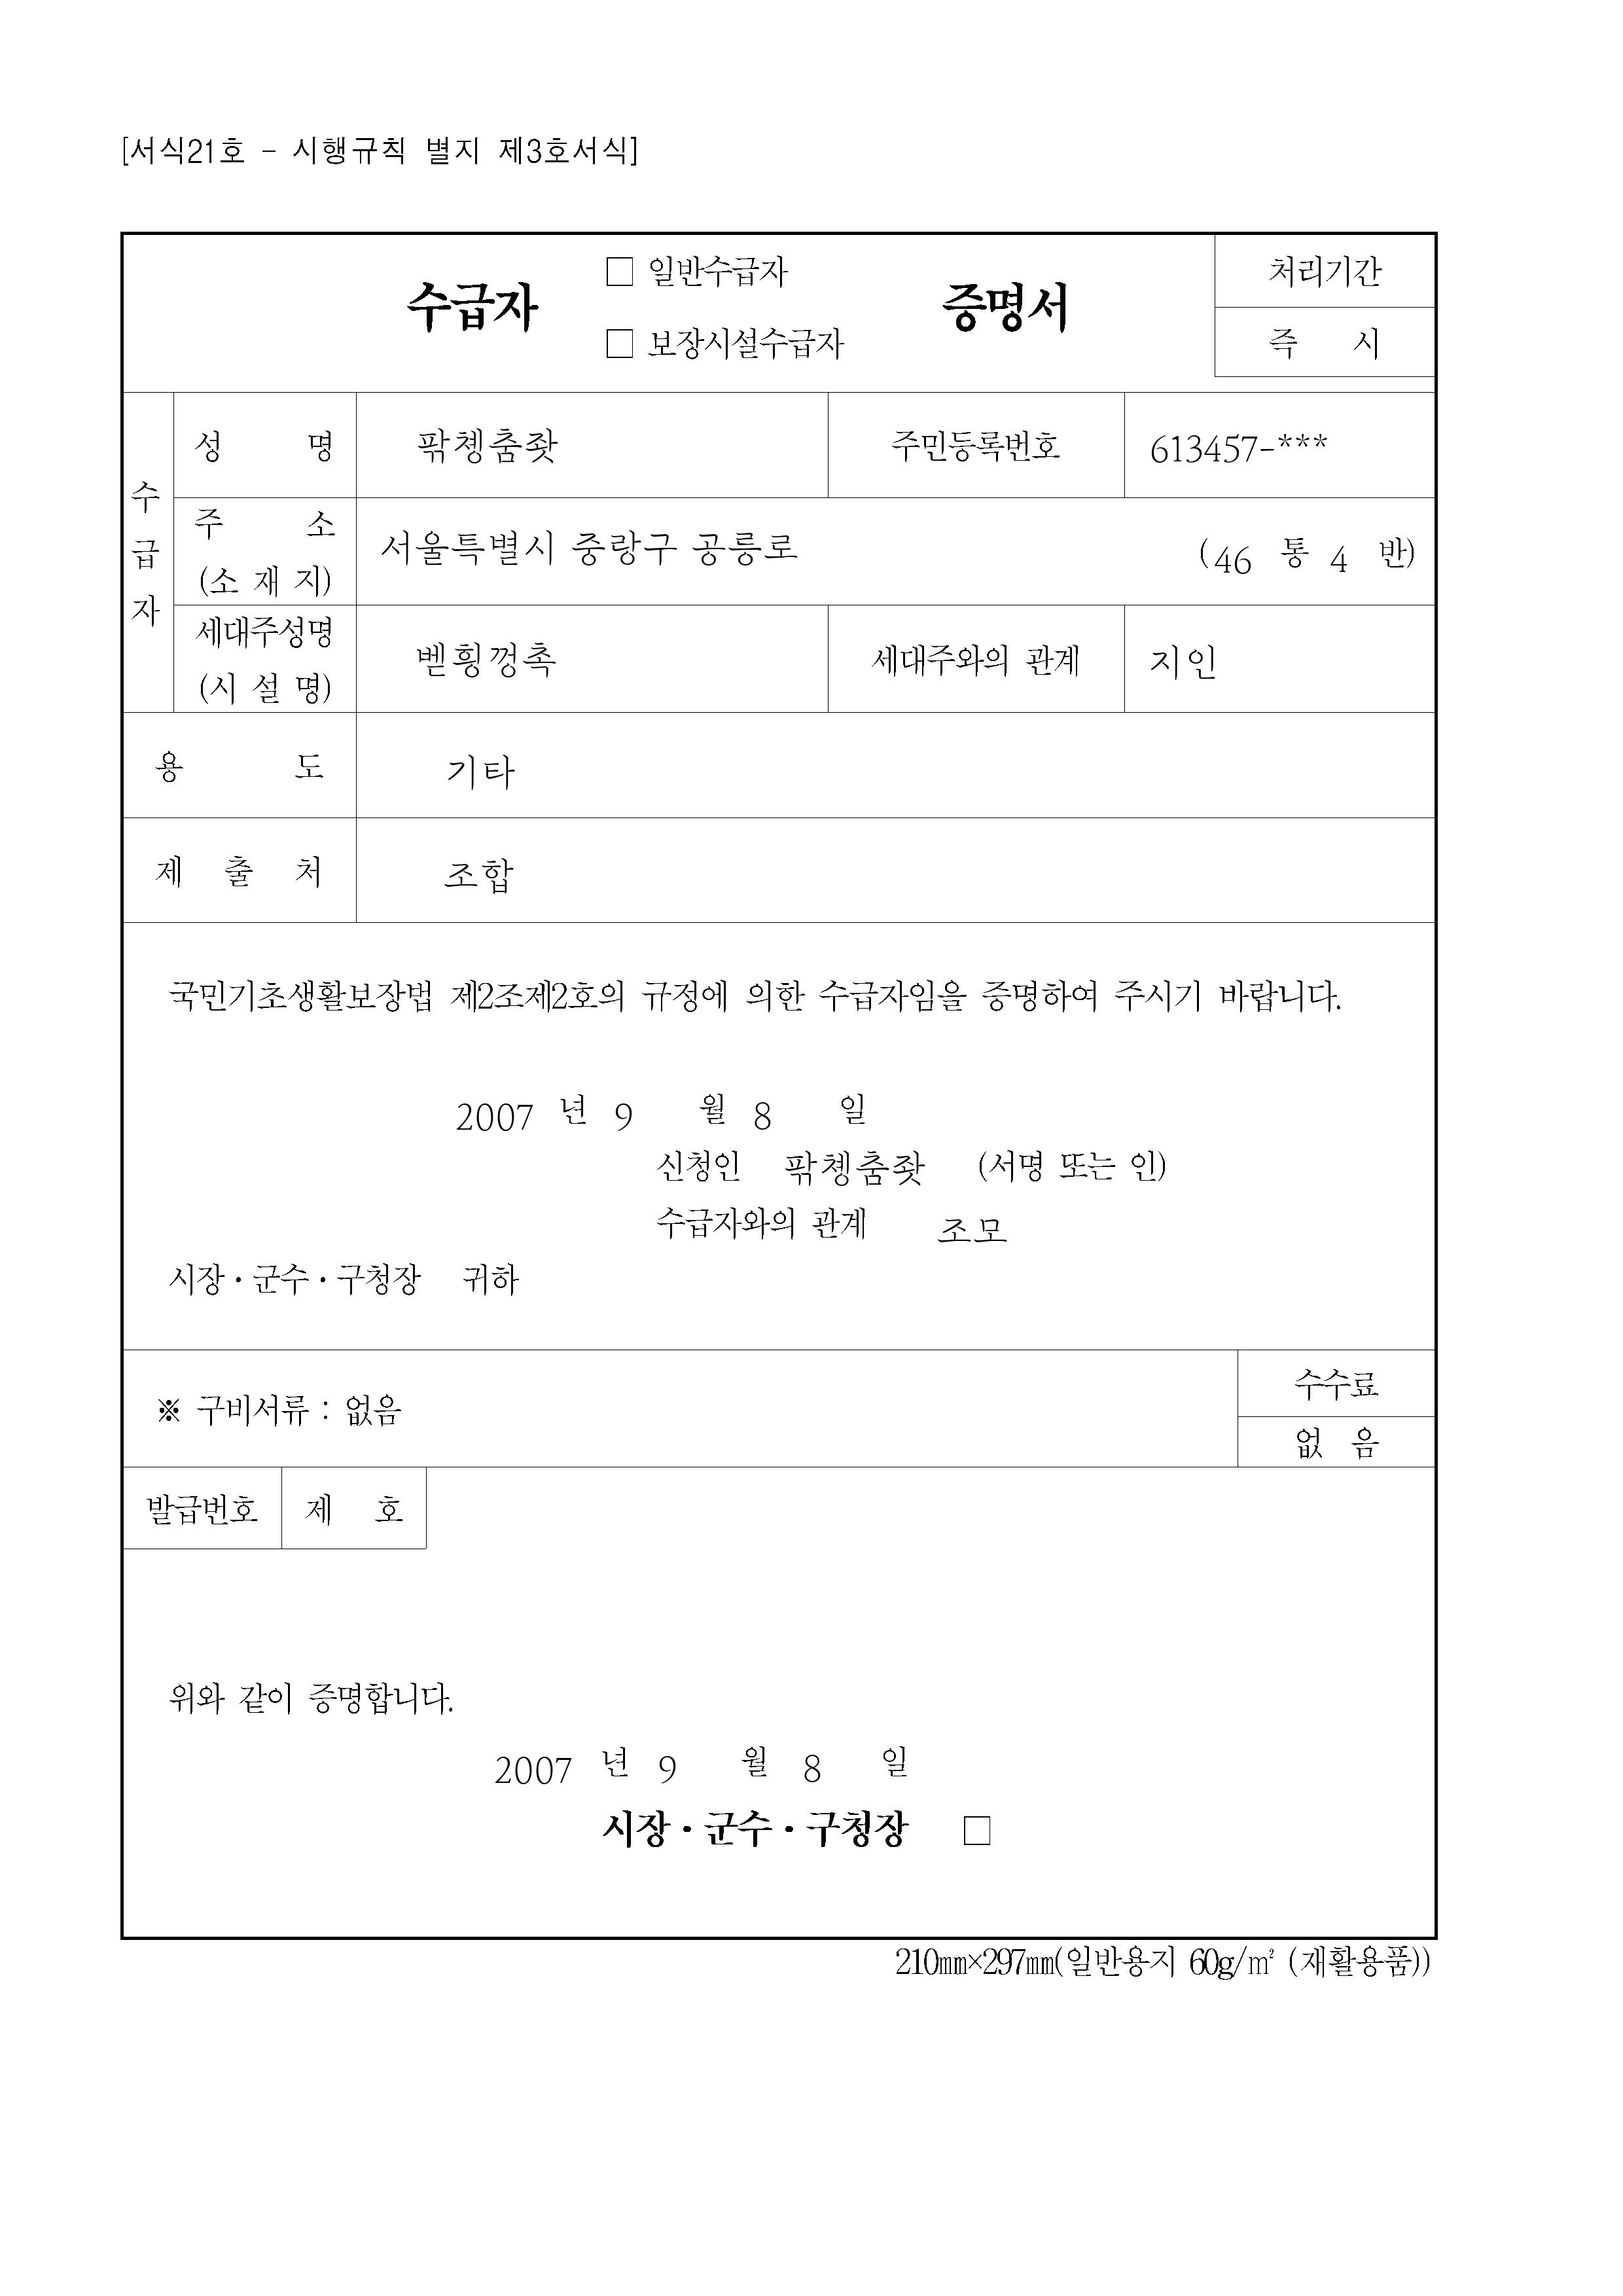 [서식21호 - 시행규칙 별지 제3호서식]
수급자 □ 일반수급자 □ 보장시설수급자 증명서
처리기간
즉 시
수급자
성 명 팎쳉춤좢 주민등록번호 613457-***
주 소 (소 재 지) 서울특별시 중랑구 공릉로 (46 통 4 반)
세대주성명 (시 설 명) 벧횡껑촉 세대주와의 관계 지인
용 도 기타
제 출 처 조합
국민기초생활보장법 제2조제2호의 규정에 의한 수급자임을 증명하여 주시기 바랍니다.
2007 년 9 월 8 일
신청인 팎쳉춤좢 (서명 또는 인)
수급자와의 관계 조모
시장·군수·구청장 귀하
※ 구비서류 : 없음
수수료
없 음
발급번호 제 호
위와 같이 증명합니다.
2007 년 9 월 8 일
시장·군수·구청장 □
210㎜×297㎜(일반용지 60g/㎡ (재활용품))